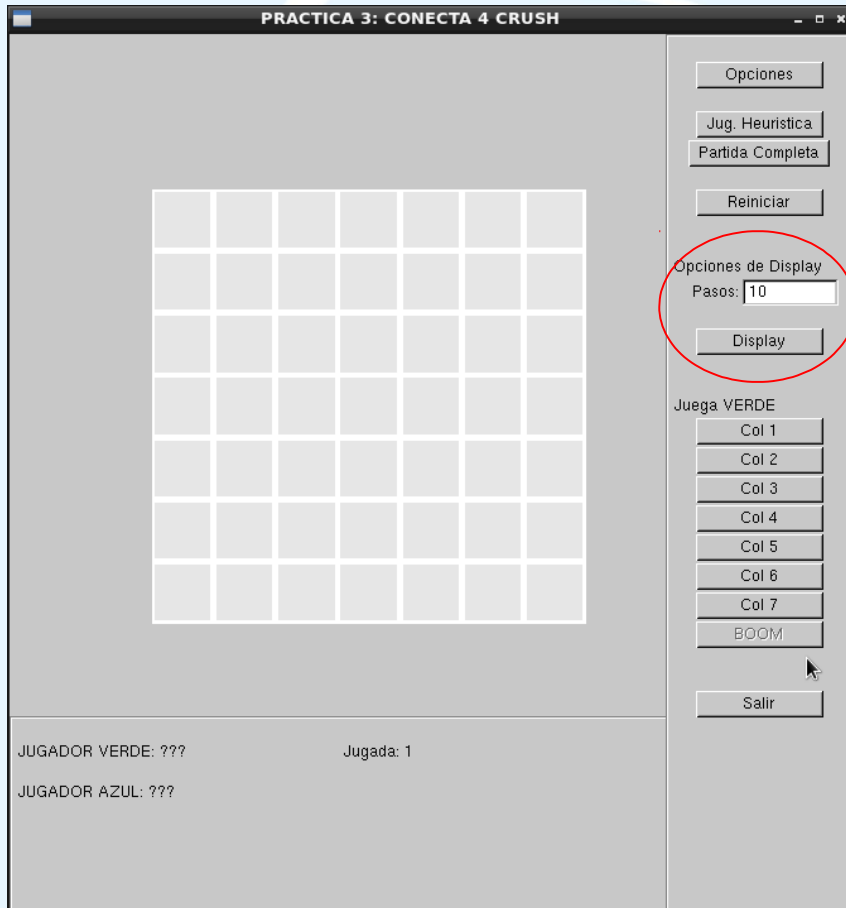 PRACTICA 3: CONECTA 4 CRUSH
Opciones
Jug. Heuristica
Partida Completa
Reiniciar
Opciones de Display
Pasos: 10
Display
Juega VERDE
Col 1
Col 2
Col 3
Col 4
Col 5
Col 6
Col 7
BOOM
Salir
JUGADOR VERDE: ??? Jugada: 1
JUGADOR AZUL: ???